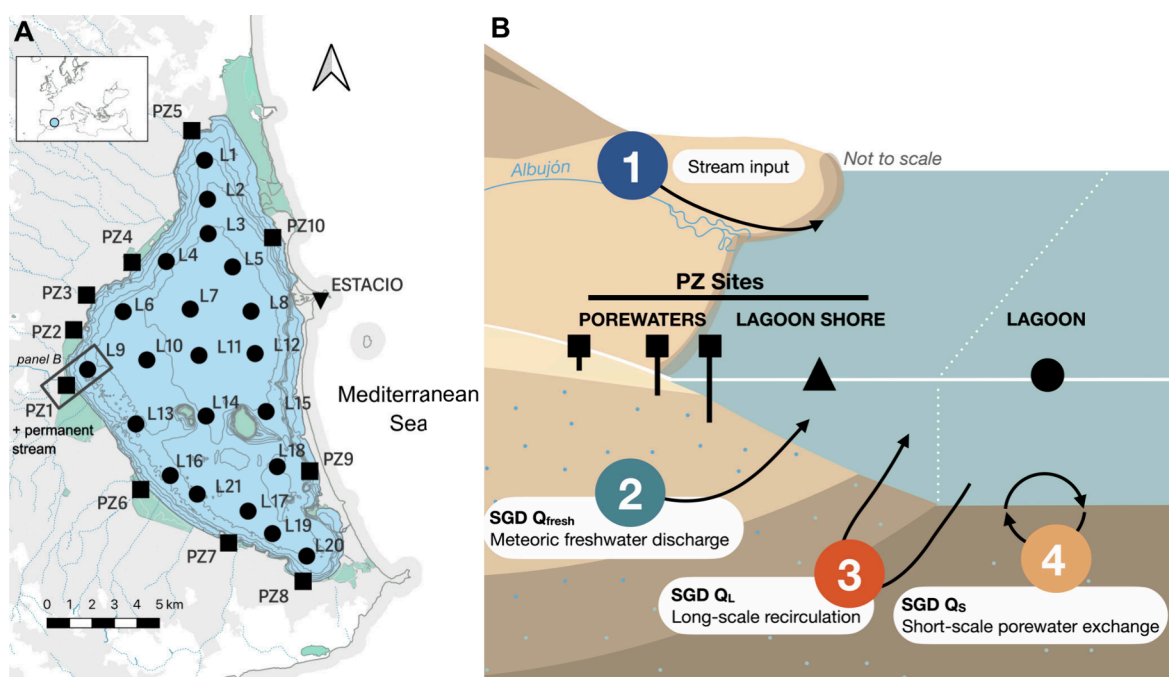 A
PZ5
L1
L2
L3
PZ10
PZ4
L4
L5
ESTACIO
PZ3
L6
L7
L8
PZ2
L9
L10
L11
L12
panel B
Mediterranean
Sea
PZ1
+ permanent
stream
L13
L14
L15
L16
L18
PZ9
PZ6
L21
L17
L19
PZ7
L20
PZ8
0 1 2 3 4 5 km
B
1
Stream input
Not to scale
Albujón
PZ Sites
POREWATERS
LAGOON SHORE
LAGOON
2
SGD Qfresh
Meteoric freshwater discharge
3
SGD QL
Long-scale recirculation
4
SGD QS
Short-scale porewater exchange